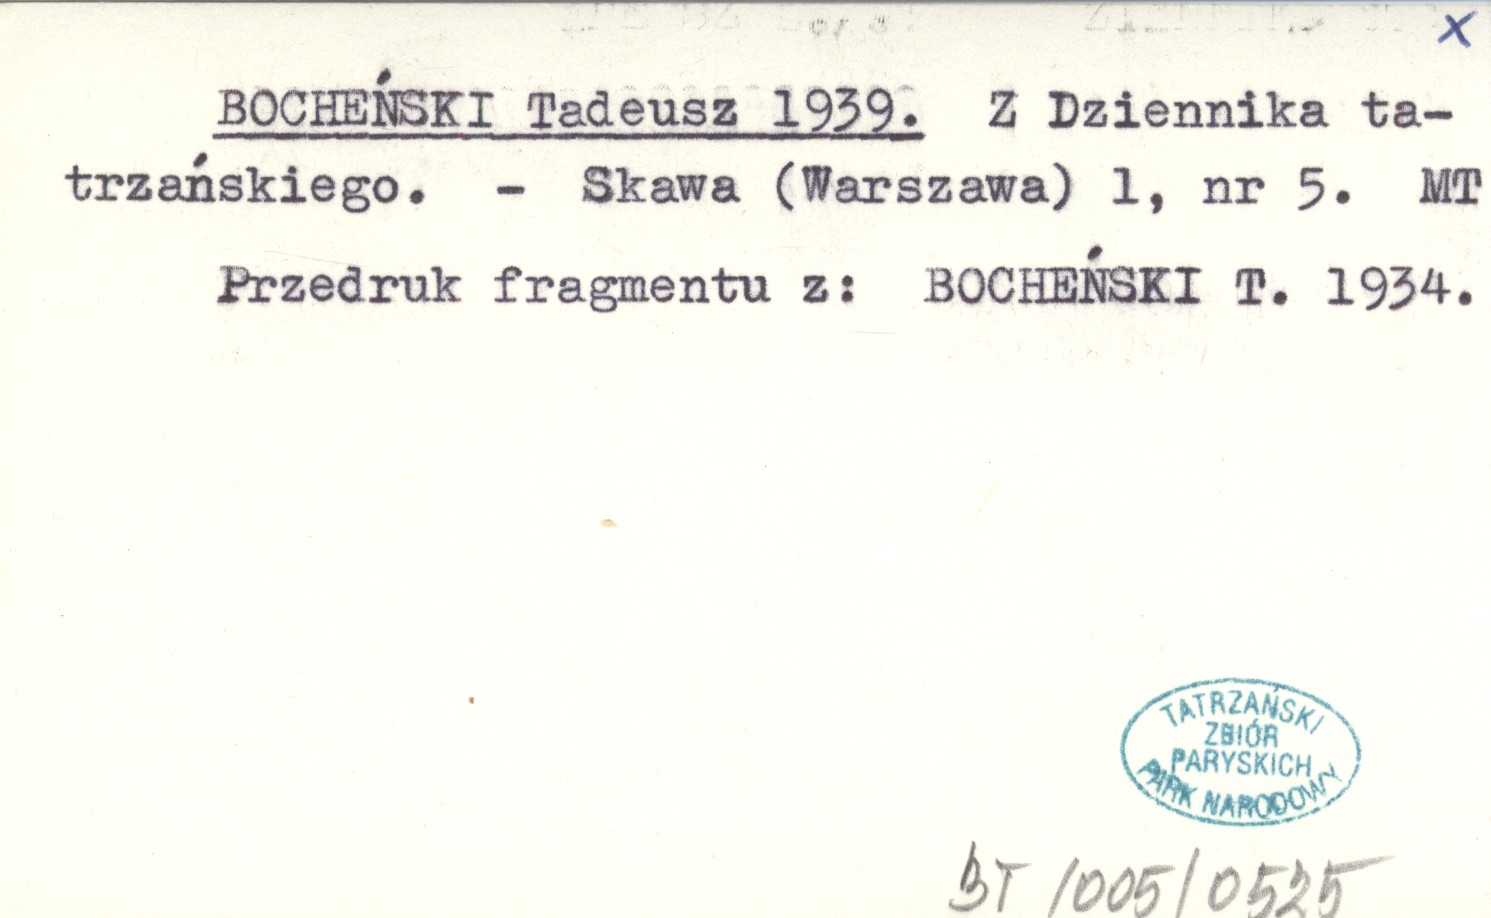 x
BOCHEŃSKI Tadeusz 1939. Z Dziennika ta-
trzańskiego. - Skawa (Warszawa) 1, nr 5. MT
Przedruk fragmentu z: BOCHEŃSKI T. 1934.
TATRZAŃSKI
ZBIÓR
PARYSKICH
PARK NARODOWY
BT /005/0525